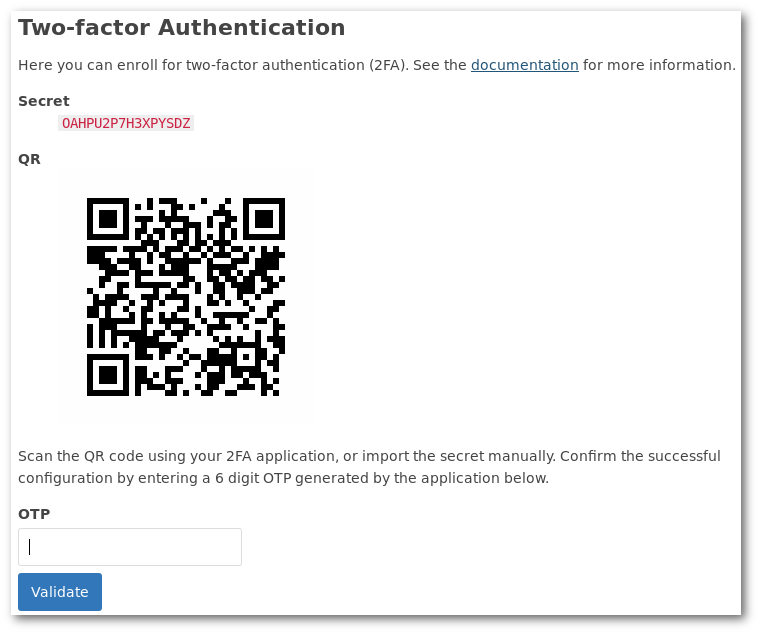 Two-factor Authentication
Here you can enroll for two-factor authentication (2FA). See the documentation for more information.
Secret
OAHPU2P7H3XPYSDZ
QR
Scan the QR code using your 2FA application, or import the secret manually. Confirm the successful
configuration by entering a 6 digit OTP generated by the application below.
OTP
Validate